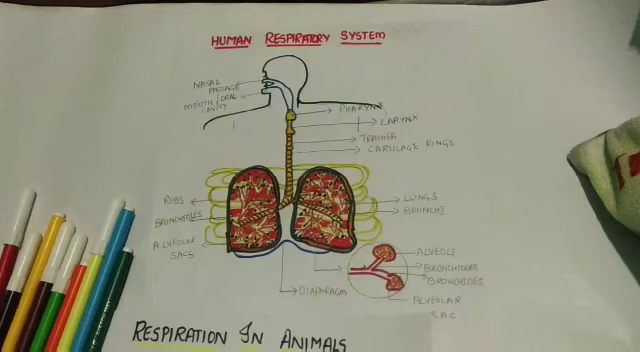 HUMAN RESPIRATORY SYSTEM
NASAL
PASSAGE
MOUTH/ORAL
CAVITY
PHARYNX
LARYNX
CARTILAGE RINGS
RIBS
BRONCHIOLES
ALVEOLAR
SACS
LUNGS
BRONCHI
ALVEOLI
BRONCHIOLES
BRONCHIOLES
DIAPHRAGM
ALVEOLAR
SAC
RESPIRATION IN ANIMALS